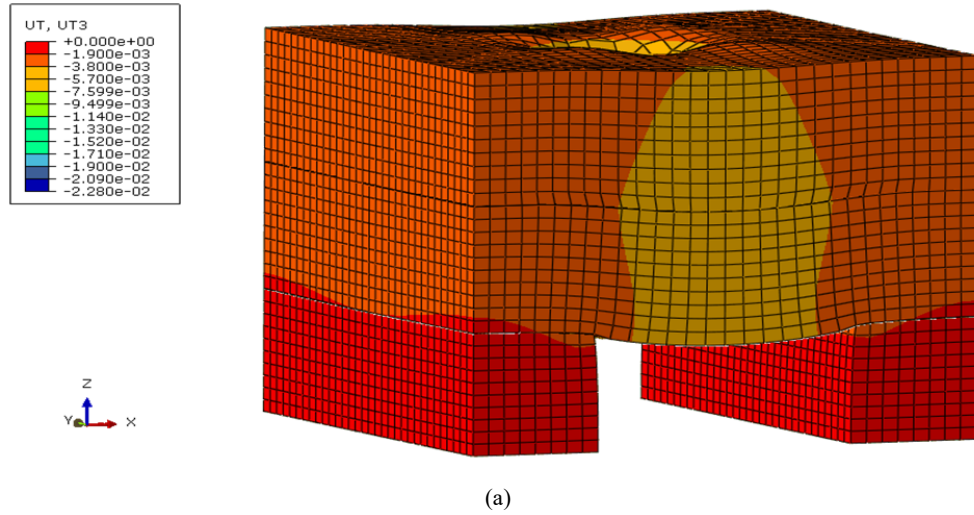 UT, UT3
+0.000e+00
-1.900e-03
-3.800e-03
-5.700e-03
-7.599e-03
-9.499e-03
-1.140e-02
-1.330e-02
-1.520e-02
-1.710e-02
-1.900e-02
-2.090e-02
-2.280e-02
Z
Y
X
(a)